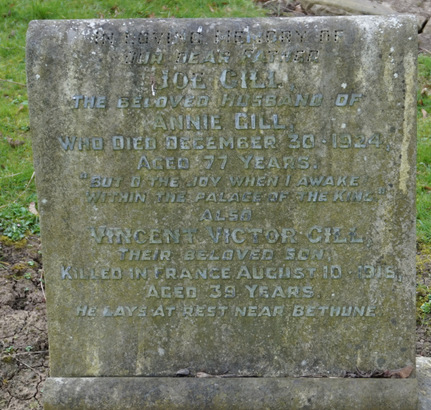 IN LOVING MEMORY OF
OUR DEAR FATHER
JOE GILL
THE BELOVED HUSBAND OF
ANNIE GILL,
WHO DIED DECEMBER 30 · 1924,
AGED 77 YEARS.
"BUT O THE JOY WHEN I AWAKE
WITHIN THE PALACE OF THE KING"
ALSO
VINCENT VICTOR GILL,
THEIR BELOVED SON,
KILLED IN FRANCE AUGUST 10 · 1918,
AGED 39 YEARS.
HE LAYS AT REST NEAR BETHUNE